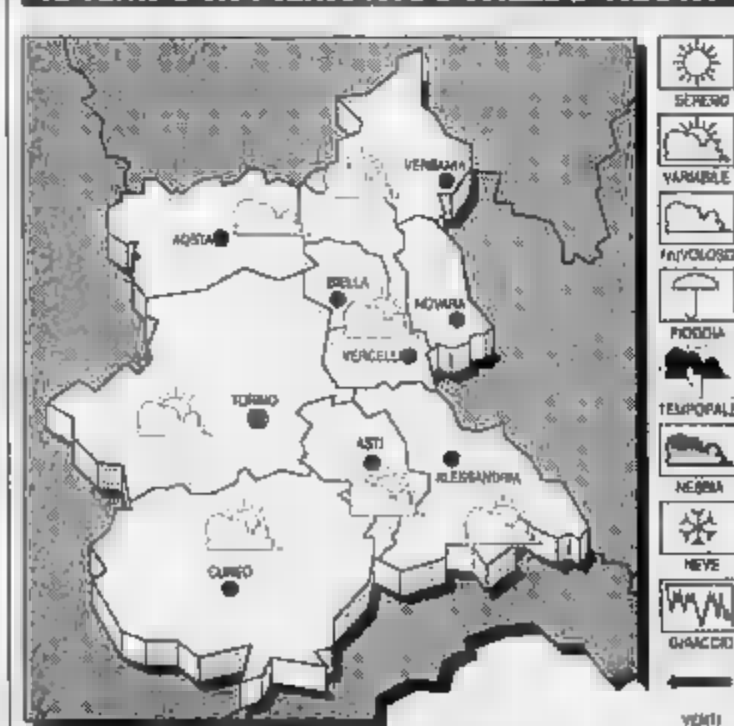 VERBANIA
AOSTA
BIELLA
NOVARA
VERCELLI
TORINO
ASTI
ALESSANDRIA
CUNEO
SERENO
VARIABILE
NUVOLOSO
PIOGGIA
TEMPORALE
NEBBIA
NEVE
GHIACCIO
VENTI